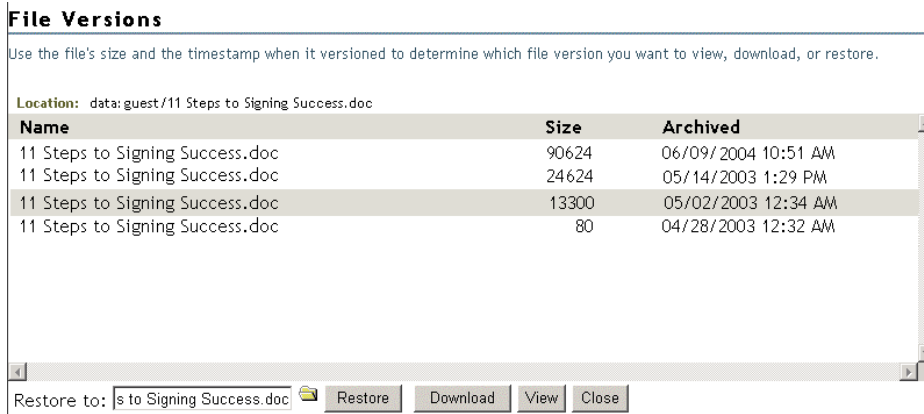 File Versions
Use the file's size and the timestamp when it versioned to determine which file version you want to view, download, or restore.
Location: data:guest/11 Steps to Signing Success.doc
Name Size Archived
11 Steps to Signing Success.doc 90624 06/09/2004 10:51 AM
11 Steps to Signing Success.doc 24624 05/14/2003 1:29 PM
11 Steps to Signing Success.doc 13300 05/02/2003 12:34 AM
11 Steps to Signing Success.doc 80 04/28/2003 12:32 AM
Restore to: s to Signing Success.doc Restore Download View Close